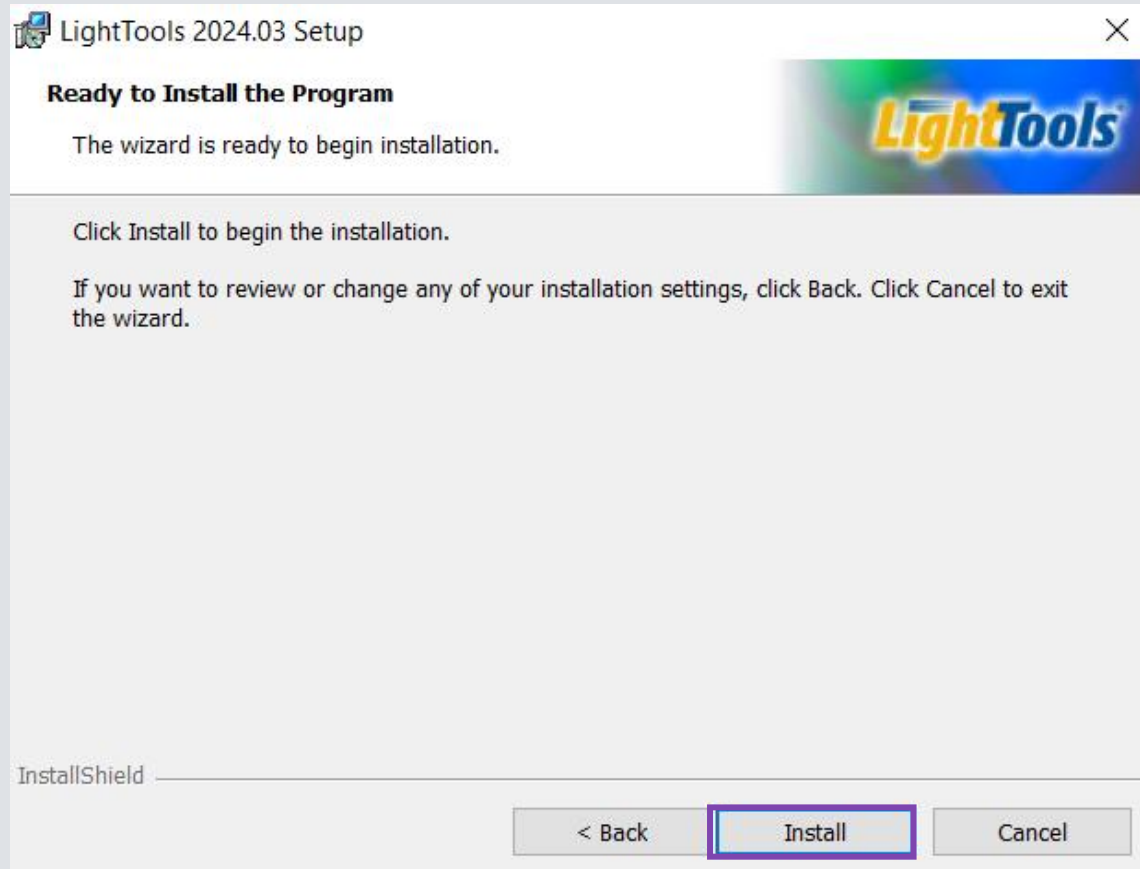 LightTools 2024.03 Setup
Ready to Install the Program
The wizard is ready to begin installation.
LightTools
Click Install to begin the installation.
If you want to review or change any of your installation settings, click Back. Click Cancel to exit
the wizard.
InstallShield
< Back Install Cancel